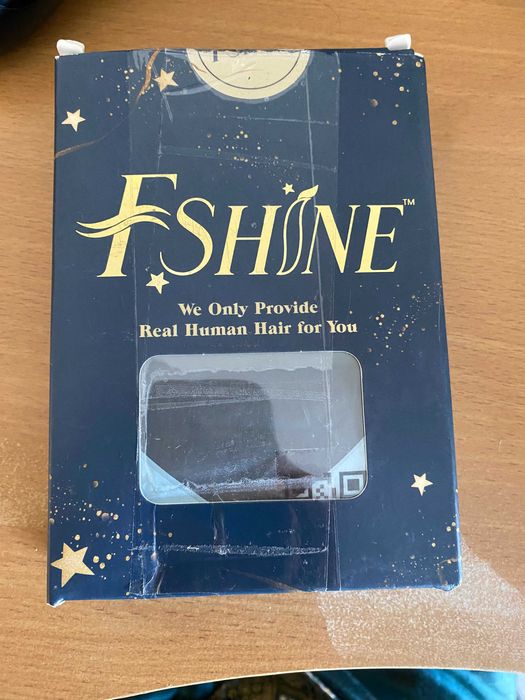 FSHINE™
We Only Provide
Real Human Hair for You